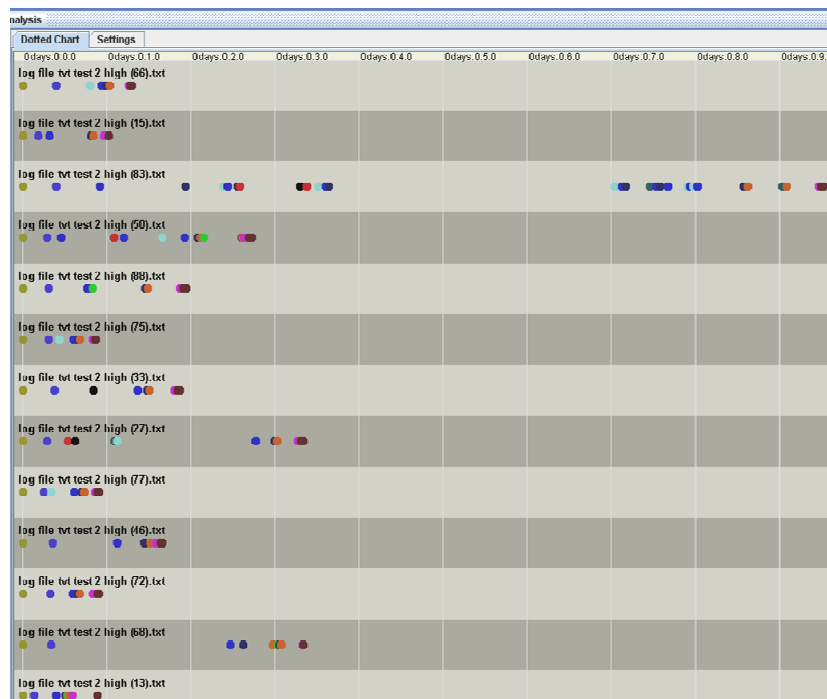 nalysis
Dotted Chart Settings
0days:0.0.0 0days:0.1.0 0days:0.2.0 0days:0.3.0 0days:0.4.0 0days:0.5.0 0days:0.6.0 0days:0.7.0 0days:0.8.0 0days:0.9.
log file tvt test 2 high (66).txt
log file tvt test 2 high (15).txt
log file tvt test 2 high (83).txt
log file tvt test 2 high (50).txt
log file tvt test 2 high (88).txt
log file tvt test 2 high (75).txt
log file tvt test 2 high (33).txt
log file tvt test 2 high (27).txt
log file tvt test 2 high (77).txt
log file tvt test 2 high (46).txt
log file tvt test 2 high (72).txt
log file tvt test 2 high (68).txt
log file tvt test 2 high (13).txt